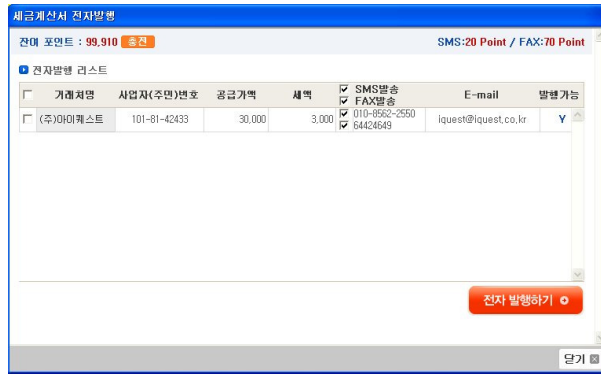 세금계산서 전자발행
잔여 포인트 : 99,910 충전 SMS:20 Point / FAX:70 Point
전자발행 리스트
거래처명 사업자(주민)번호 공급가액 세액 SMS발송 FAX발송 E-mail 발행가능
(주)아이퀘스트 101-81-42433 30,000 3,000 010-8562-2550 64424649 iquest@iquest.co.kr Y
전자 발행하기
닫기